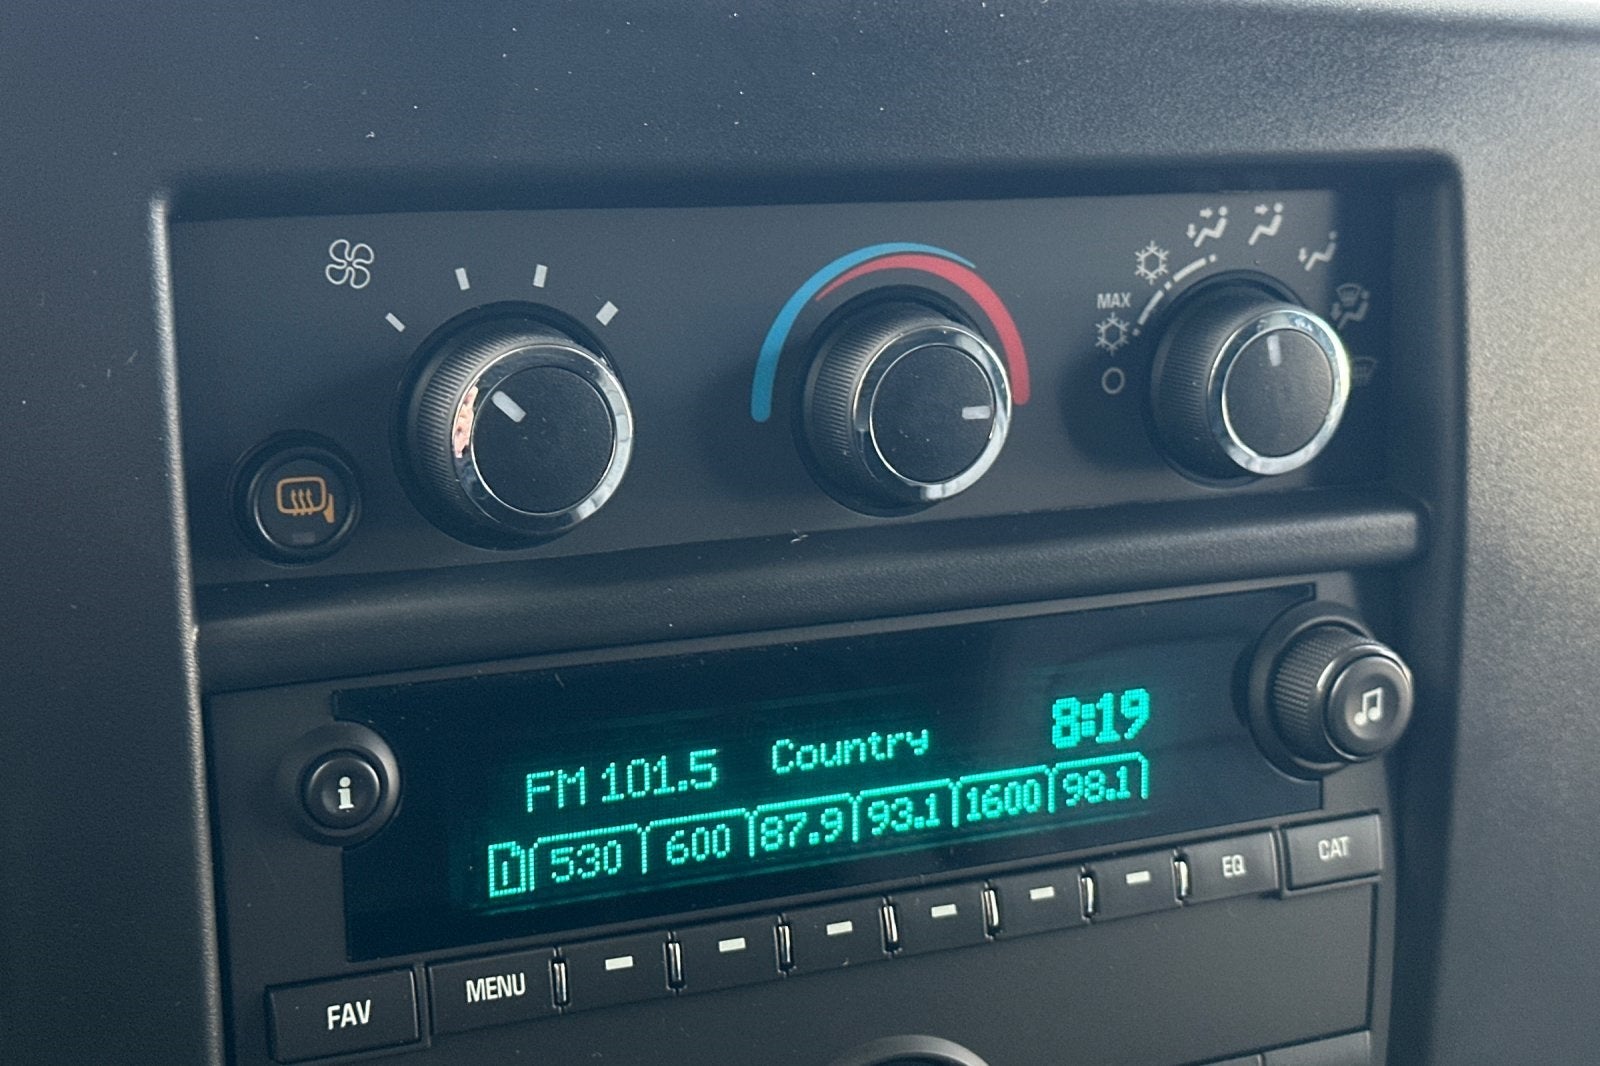 MAX
FM 101.5 Country 8:19
1 530 600 87.9 93.1 1600 98.1
i
FAV MENU EQ CAT